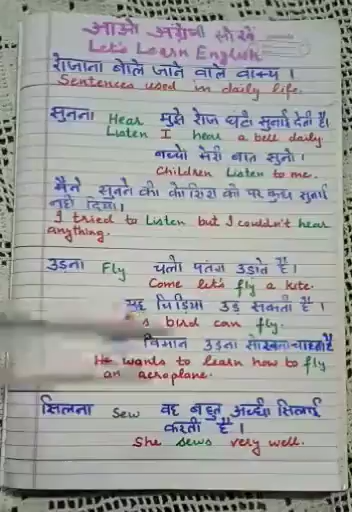 आओ अंग्रेजी सीखें
Let's Learn English
रोजाना बोले जाने वाले वाक्य ।
Sentences used in daily life.
सुनना Hear मुझे रोज घंटी सुनाई देती है।
Listen I hear a bell daily.
बच्चो मेरी बात सुनो ।
Children Listen to me.
मैने सुनने की कोशिश की पर कुछ सुनाई
नहीं दिया।
I tried to Listen but I couldn't hear
anything.
उड़ना Fly चलो पतंग उड़ाते है।
Come let's fly a kite.
यह चिड़िया उड़ सकती है ।
bird can fly.
विमान उड़ना सीखना चाहता है
He wants to learn how to fly
an aeroplane.
सिलना Sew वह बहुत अच्छी सिलाई
करती है ।
She sews very well.